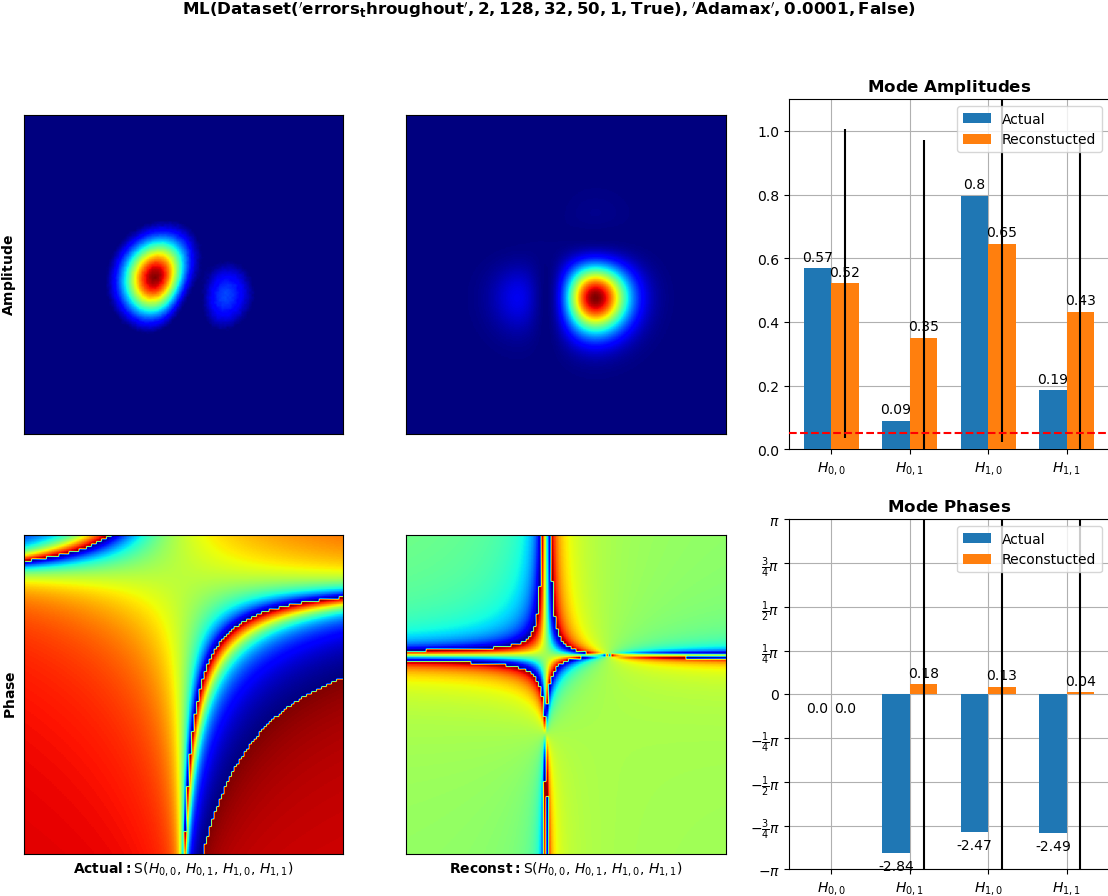 ML(Dataset('errors_throughout', 2, 128, 32, 50, 1, True), 'Adamax', 0.0001, False)
Amplitude
Mode Amplitudes
Actual
Reconstucted
1.0
0.8
0.6
0.4
0.2
0.0
0.57
0.52
0.09
0.35
0.8
0.65
0.19
0.43
H0,0
H0,1
H1,0
H1,1
Phase
Actual: S(H0,0, H0,1, H1,0, H1,1)
Reconst: S(H0,0, H0,1, H1,0, H1,1)
Mode Phases
Actual
Reconstucted
π
3/4π
1/2π
1/4π
0
−1/4π
−1/2π
−3/4π
−π
0.0
0.0
-2.84
0.18
-2.47
0.13
-2.49
0.04
H0,0
H0,1
H1,0
H1,1